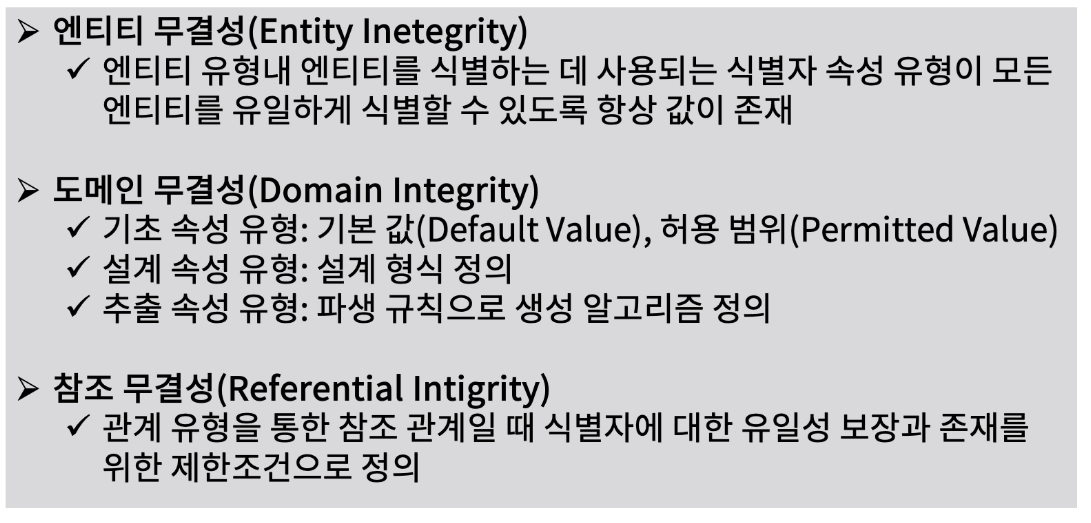 ➢ 엔티티 무결성(Entity Inetegrity)
✓ 엔티티 유형내 엔티티를 식별하는 데 사용되는 식별자 속성 유형이 모든
엔티티를 유일하게 식별할 수 있도록 항상 값이 존재
➢ 도메인 무결성(Domain Integrity)
✓ 기초 속성 유형: 기본 값(Default Value), 허용 범위(Permitted Value)
✓ 설계 속성 유형: 설계 형식 정의
✓ 추출 속성 유형: 파생 규칙으로 생성 알고리즘 정의
➢ 참조 무결성(Referential Intigrity)
✓ 관계 유형을 통한 참조 관계일 때 식별자에 대한 유일성 보장과 존재를
위한 제한조건으로 정의